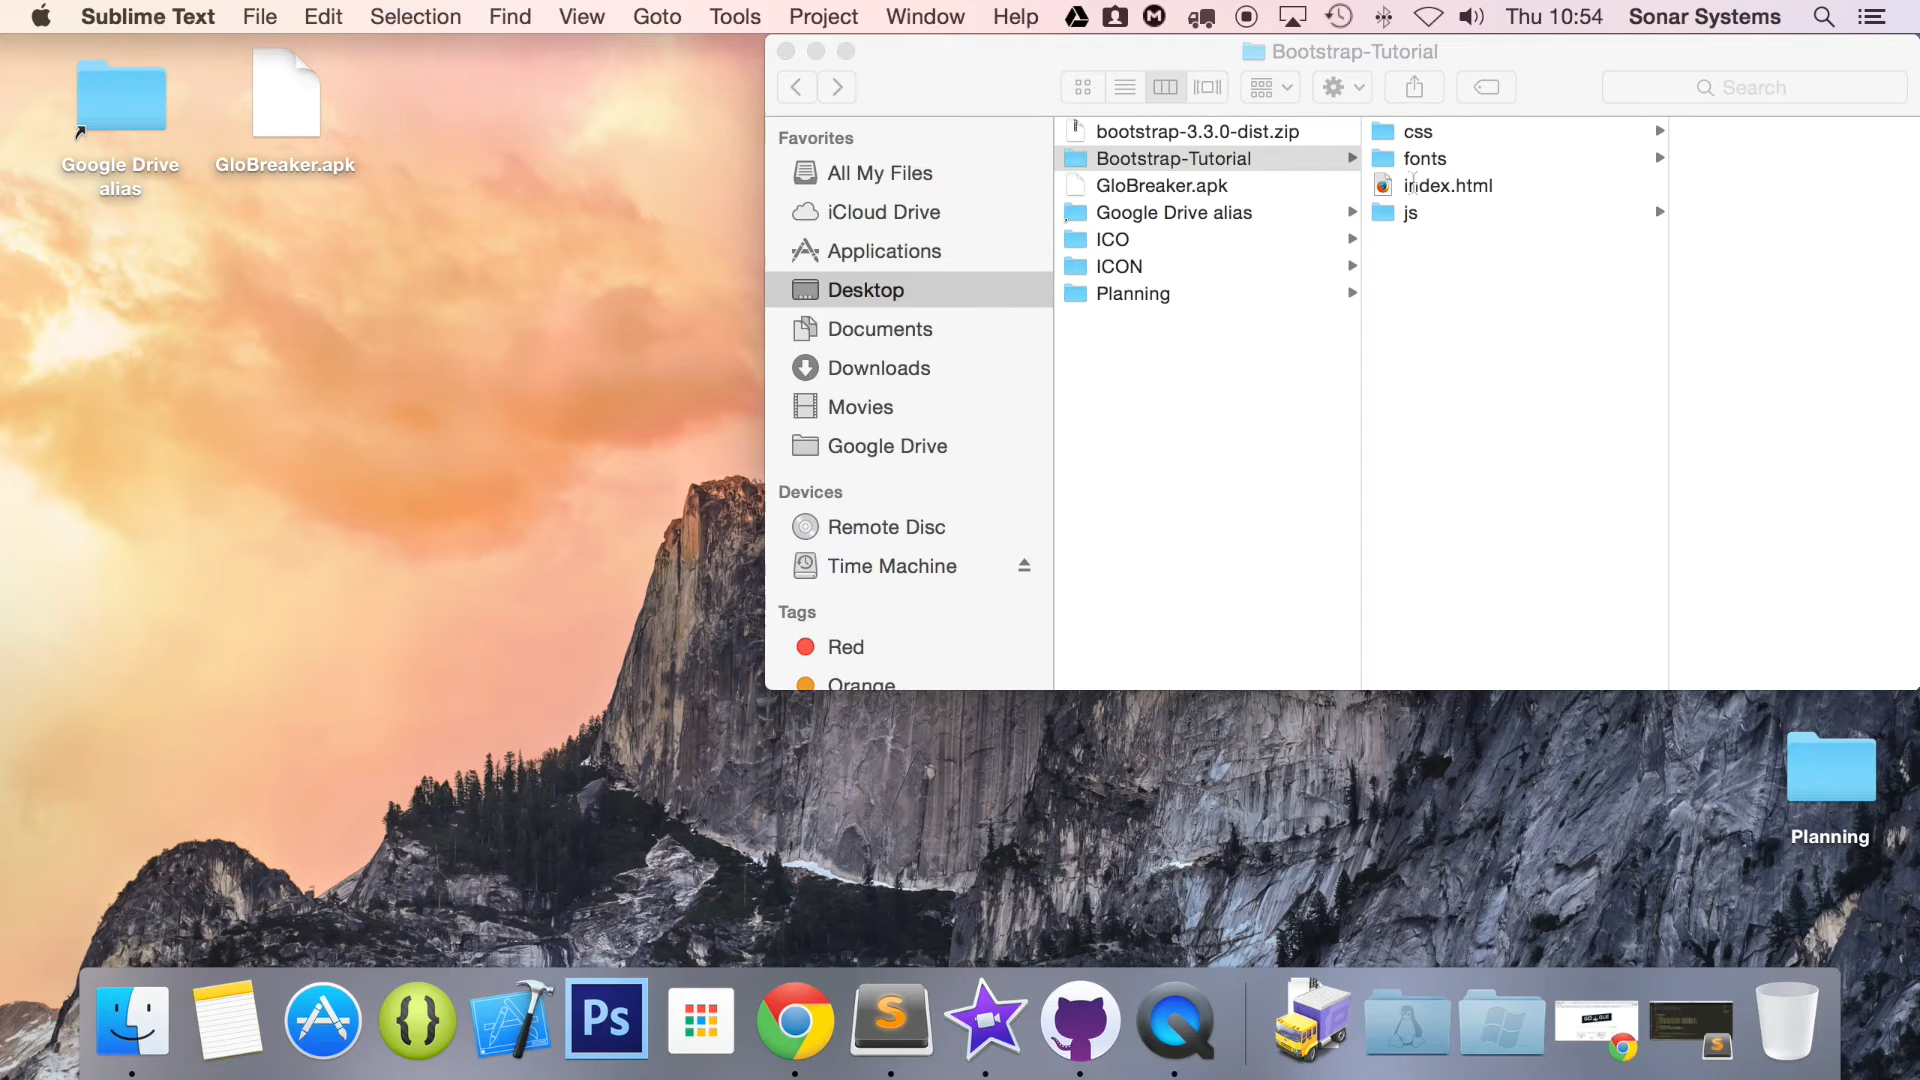 Sublime Text File Edit Selection Find View Goto Tools Project Window Help Thu 10:54 Sonar Systems
Google Drive
alias
GloBreaker.apk
Bootstrap-Tutorial
Search
Favorites
All My Files
iCloud Drive
Applications
Desktop
Documents
Downloads
Movies
Google Drive
Devices
Remote Disc
Time Machine
Tags
Red
Orange
bootstrap-3.3.0-dist.zip
Bootstrap-Tutorial
GloBreaker.apk
Google Drive alias
ICO
ICON
Planning
css
fonts
index.html
js
Planning
Ps